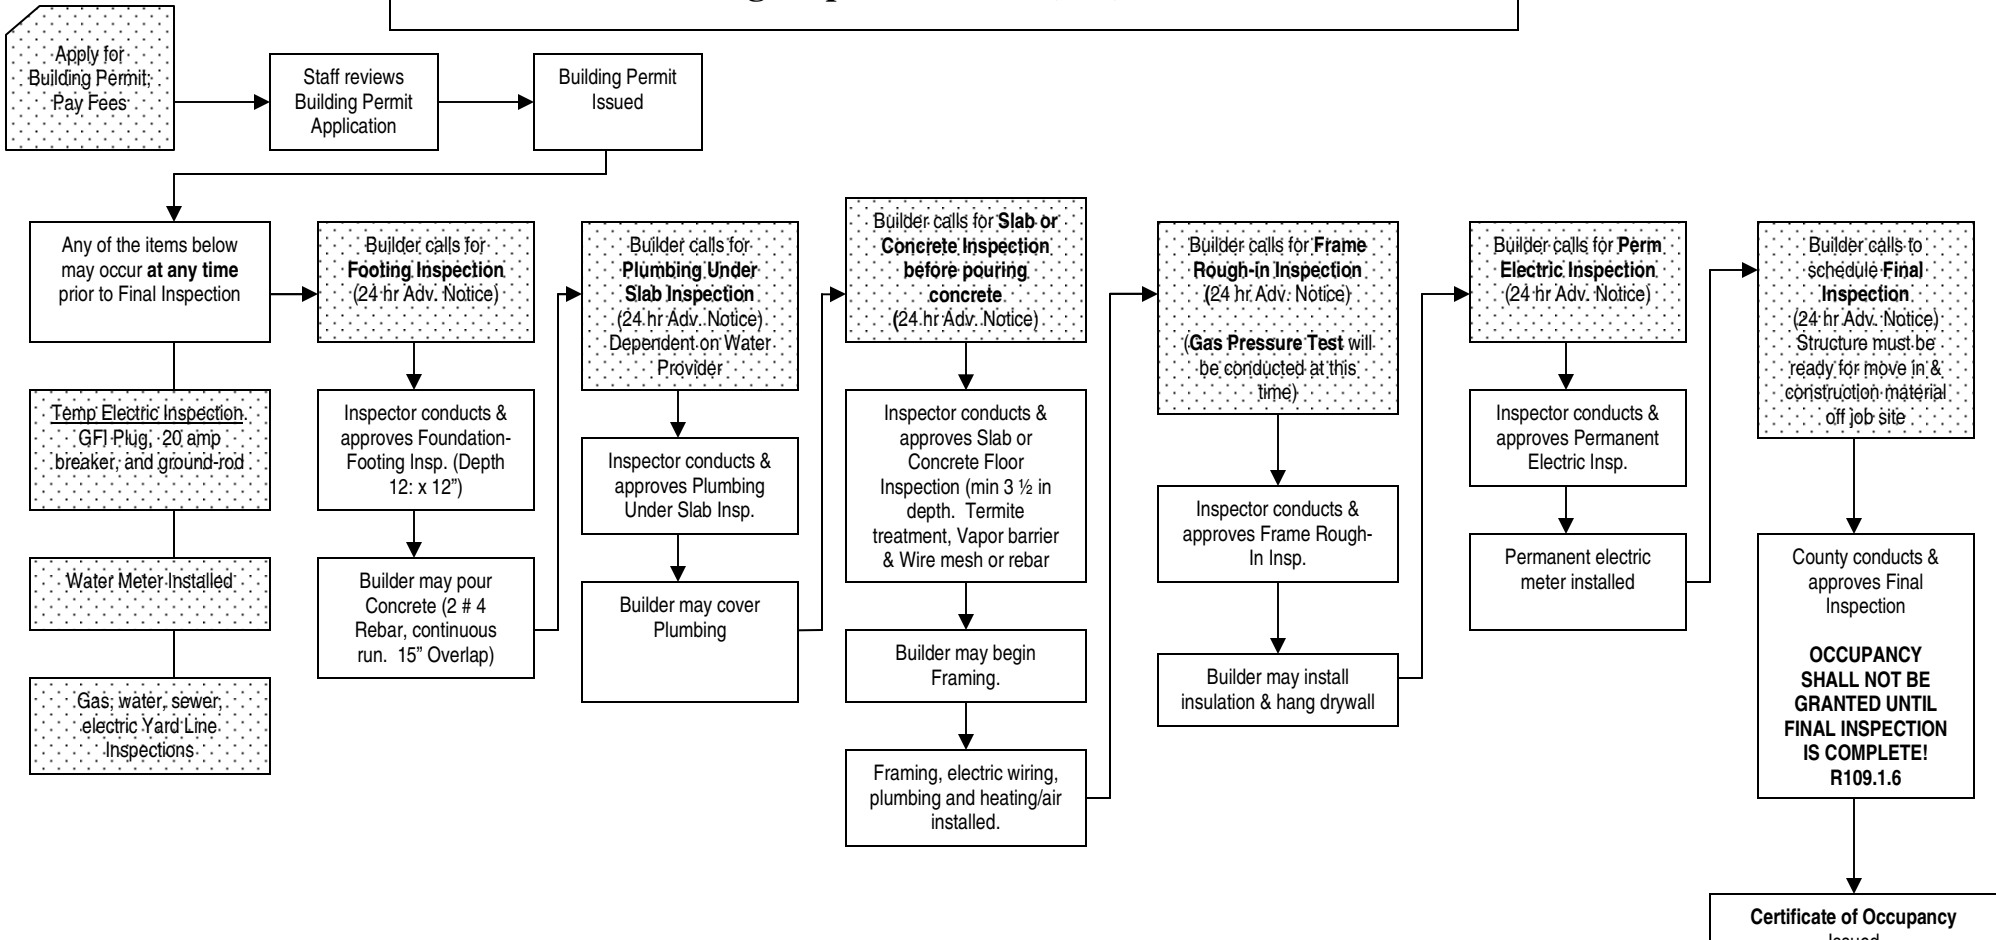 Apply for
Building Permit;
Pay Fees
Staff reviews
Building Permit
Application
Building Permit
Issued
Any of the items below
may occur at any time
prior to Final Inspection
Temp Electric Inspection
GFI Plug, 20 amp
breaker, and ground-rod
Water Meter Installed
Gas, water, sewer,
electric Yard Line
Inspections
Builder calls for
Footing Inspection
(24 hr Adv. Notice)
Inspector conducts &
approves Foundation-
Footing Insp. (Depth
12: x 12”)
Builder may pour
Concrete (2 # 4
Rebar, continuous
run. 15” Overlap)
Builder calls for
Plumbing Under
Slab Inspection
(24 hr Adv. Notice)
Dependent on Water
Provider
Inspector conducts &
approves Plumbing
Under Slab Insp.
Builder may cover
Plumbing
Builder calls for Slab or
Concrete Inspection
before pouring
concrete
(24 hr Adv. Notice)
Inspector conducts &
approves Slab or
Concrete Floor
Inspection (min 3 ½ in
depth. Termite
treatment, Vapor barrier
& Wire mesh or rebar
Builder may begin
Framing.
Framing, electric wiring,
plumbing and heating/air
installed.
Builder calls for Frame
Rough-in Inspection
(24 hr Adv. Notice)
(Gas Pressure Test will
be conducted at this
time)
Inspector conducts &
approves Frame Rough-
In Insp.
Builder may install
insulation & hang drywall
Builder calls for Perm
Electric Inspection
(24 hr Adv. Notice)
Inspector conducts &
approves Permanent
Electric Insp.
Permanent electric
meter installed
Builder calls to
schedule Final
Inspection
(24 hr Adv. Notice)
Structure must be
ready for move in &
construction material
off job site
County conducts &
approves Final
Inspection
OCCUPANCY
SHALL NOT BE
GRANTED UNTIL
FINAL INSPECTION
IS COMPLETE!
R109.1.6
Certificate of Occupancy
Issued